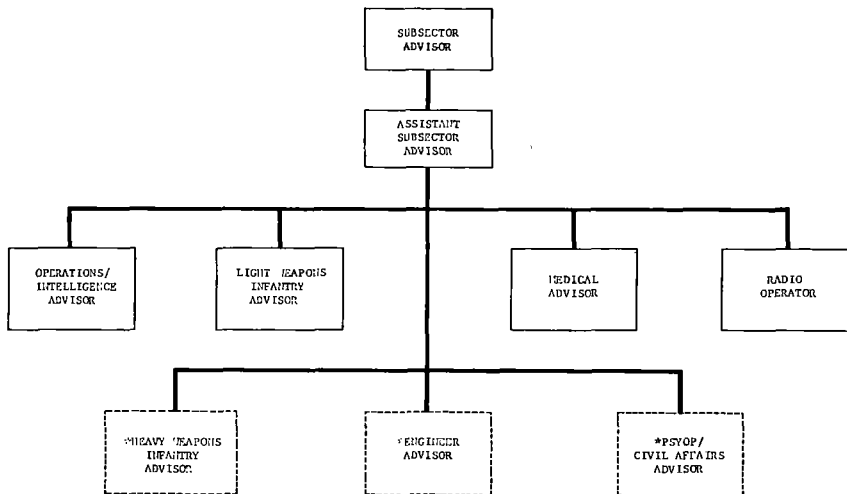 SUBSECTOR
ADVISOR
ASSISTANT
SUBSECTOR
ADVISOR
OPERATIONS/
INTELLIGENCE
ADVISOR
LIGHT WEAPONS
INFANTRY
ADVISOR
MEDICAL
ADVISOR
RADIO
OPERATOR
*HEAVY WEAPONS
INFANTRY
ADVISOR
*ENGINEER
ADVISOR
*PSYOP/
CIVIL AFFAIRS
ADVISOR